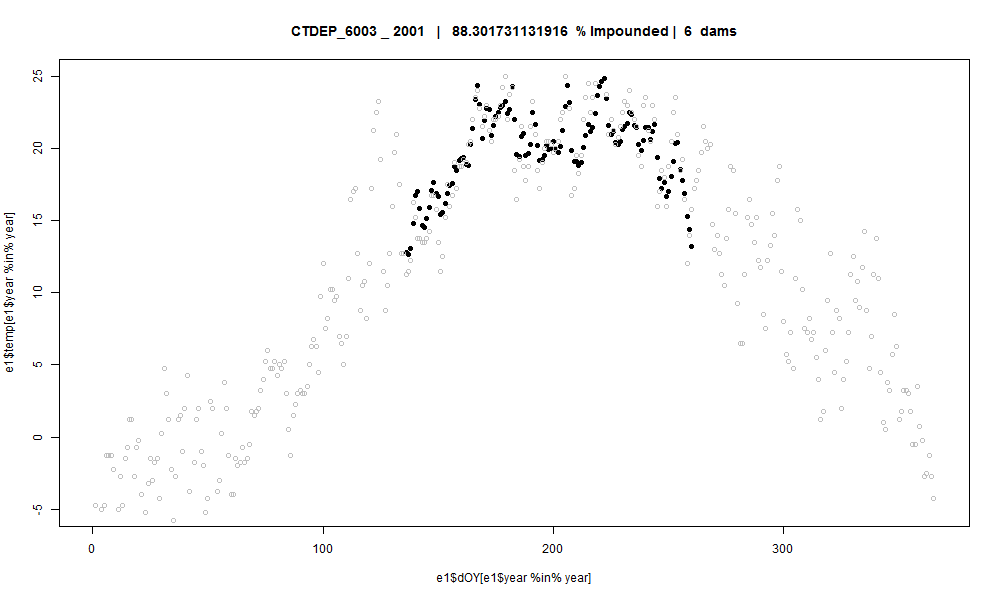 CTDEP_6003 _ 2001 | 88.301731131916 % Impounded | 6 dams
e1$temp[e1$year %in% year]
25
20
15
10
5
0
-5
0 100 200 300
e1$dOY[e1$year %in% year]